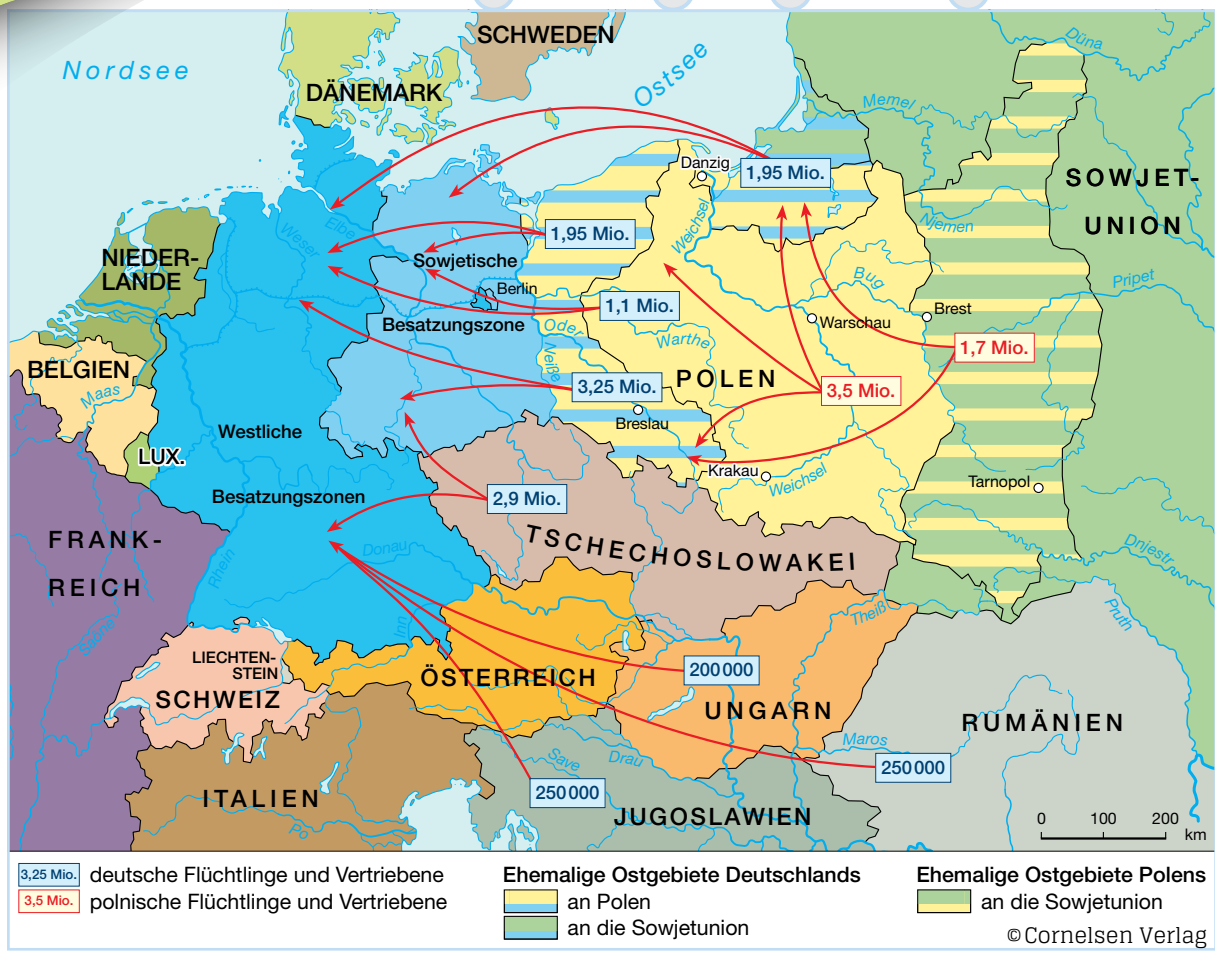 SCHWEDEN
Nordsee
Ostsee
DÄNEMARK
Düna
Memel
Danzig
1,95 Mio.
SOWJET-
UNION
Weichsel
Elbe
Weser
1,95 Mio.
Njemen
NIEDER-
LANDE
Sowjetische
Berlin
Besatzungszone
Bug
Pripet
1,1 Mio.
Brest
Warschau
Oder
Neiße
Warthe
1,7 Mio.
BELGIEN
Maas
3,25 Mio.
POLEN
3,5 Mio.
Breslau
Westliche
LUX.
Krakau
Weichsel
Tarnopol
Besatzungszonen
2,9 Mio.
FRANK-
REICH
TSCHECHOSLOWAKEI
Donau
Dnjestr
Rhein
Inn
Theiß
Pruth
Saône
LIECHTEN-
STEIN
SCHWEIZ
ÖSTERREICH
200 000
UNGARN
RUMÄNIEN
Maros
Save
Drau
250 000
250 000
ITALIEN
Po
JUGOSLAWIEN
0 100 200
km
3,25 Mio. deutsche Flüchtlinge und Vertriebene
3,5 Mio. polnische Flüchtlinge und Vertriebene
Ehemalige Ostgebiete Deutschlands
an Polen
an die Sowjetunion
Ehemalige Ostgebiete Polens
an die Sowjetunion
©Cornelsen Verlag